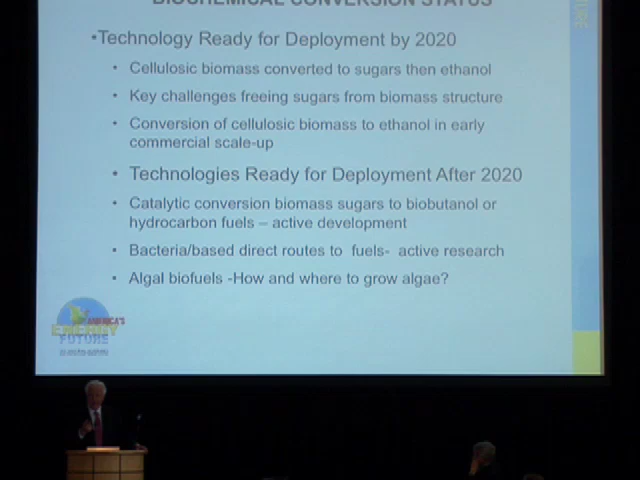 BIOCHEMICAL CONVERSION STATUS
•Technology Ready for Deployment by 2020
• Cellulosic biomass converted to sugars then ethanol
• Key challenges freeing sugars from biomass structure
• Conversion of cellulosic biomass to ethanol in early
commercial scale-up
• Technologies Ready for Deployment After 2020
• Catalytic conversion biomass sugars to biobutanol or
hydrocarbon fuels – active development
• Bacteria/based direct routes to fuels- active research
• Algal biofuels -How and where to grow algae?
AMERICA'S
ENERGY
FUTURE